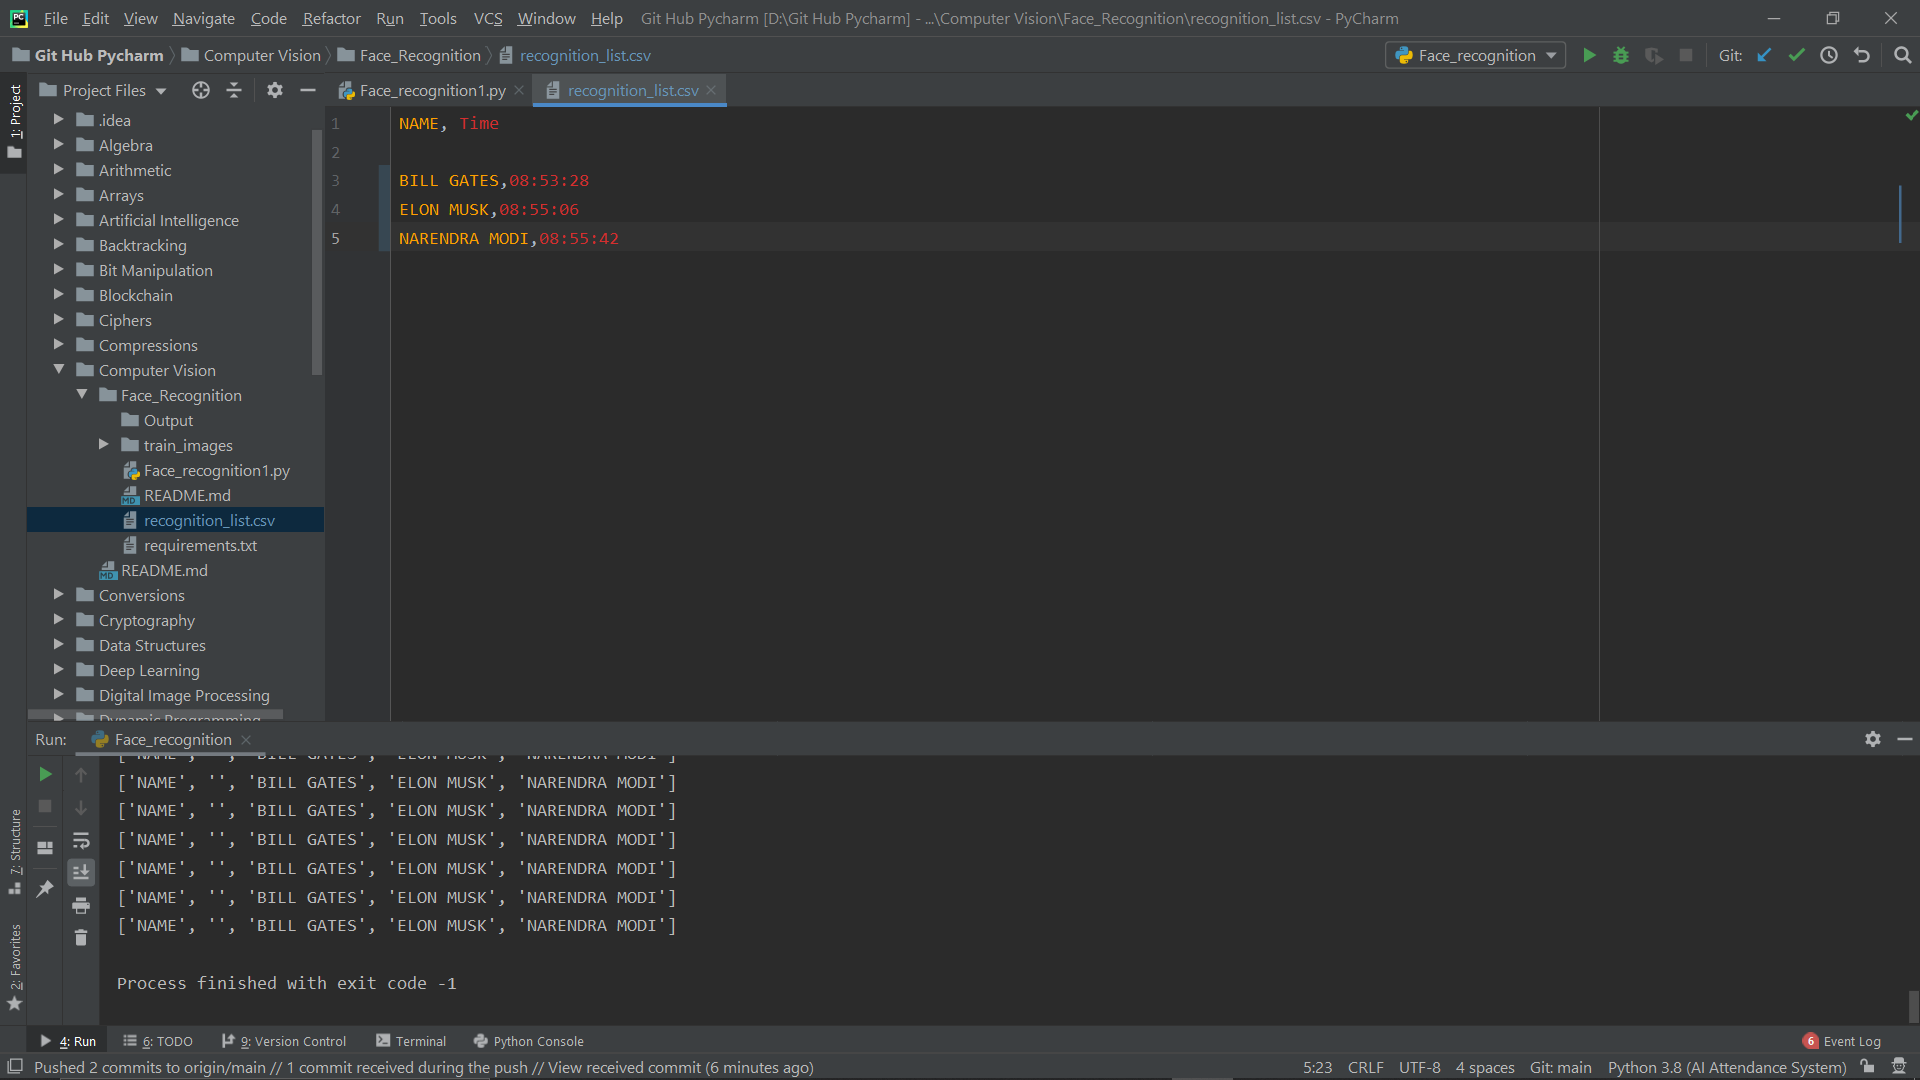 File Edit View Navigate Code Refactor Run Tools VCS Window Help Git Hub Pycharm [D:\Git Hub Pycharm] - ...\Computer Vision\Face_Recognition\recognition_list.csv - PyCharm
Git Hub Pycharm Computer Vision Face_Recognition recognition_list.csv Face_recognition Git:
1: Project
Project Files
Face_recognition1.py recognition_list.csv
.idea
Algebra
Arithmetic
Arrays
Artificial Intelligence
Backtracking
Bit Manipulation
Blockchain
Ciphers
Compressions
Computer Vision
Face_Recognition
Output
train_images
Face_recognition1.py
README.md
recognition_list.csv
requirements.txt
README.md
Conversions
Cryptography
Data Structures
Deep Learning
Digital Image Processing
Dynamic Programming
1 NAME, Time
2
3 BILL GATES,08:53:28
4 ELON MUSK,08:55:06
5 NARENDRA MODI,08:55:42
Run: Face_recognition
['NAME', '', 'BILL GATES', 'ELON MUSK', 'NARENDRA MODI']
['NAME', '', 'BILL GATES', 'ELON MUSK', 'NARENDRA MODI']
['NAME', '', 'BILL GATES', 'ELON MUSK', 'NARENDRA MODI']
['NAME', '', 'BILL GATES', 'ELON MUSK', 'NARENDRA MODI']
['NAME', '', 'BILL GATES', 'ELON MUSK', 'NARENDRA MODI']
['NAME', '', 'BILL GATES', 'ELON MUSK', 'NARENDRA MODI']
['NAME', '', 'BILL GATES', 'ELON MUSK', 'NARENDRA MODI']
Process finished with exit code -1
7: Structure
2: Favorites
4: Run 6: TODO 9: Version Control Terminal Python Console 6 Event Log
Pushed 2 commits to origin/main // 1 commit received during the push // View received commit (6 minutes ago) 5:23 CRLF UTF-8 4 spaces Git: main Python 3.8 (AI Attendance System)